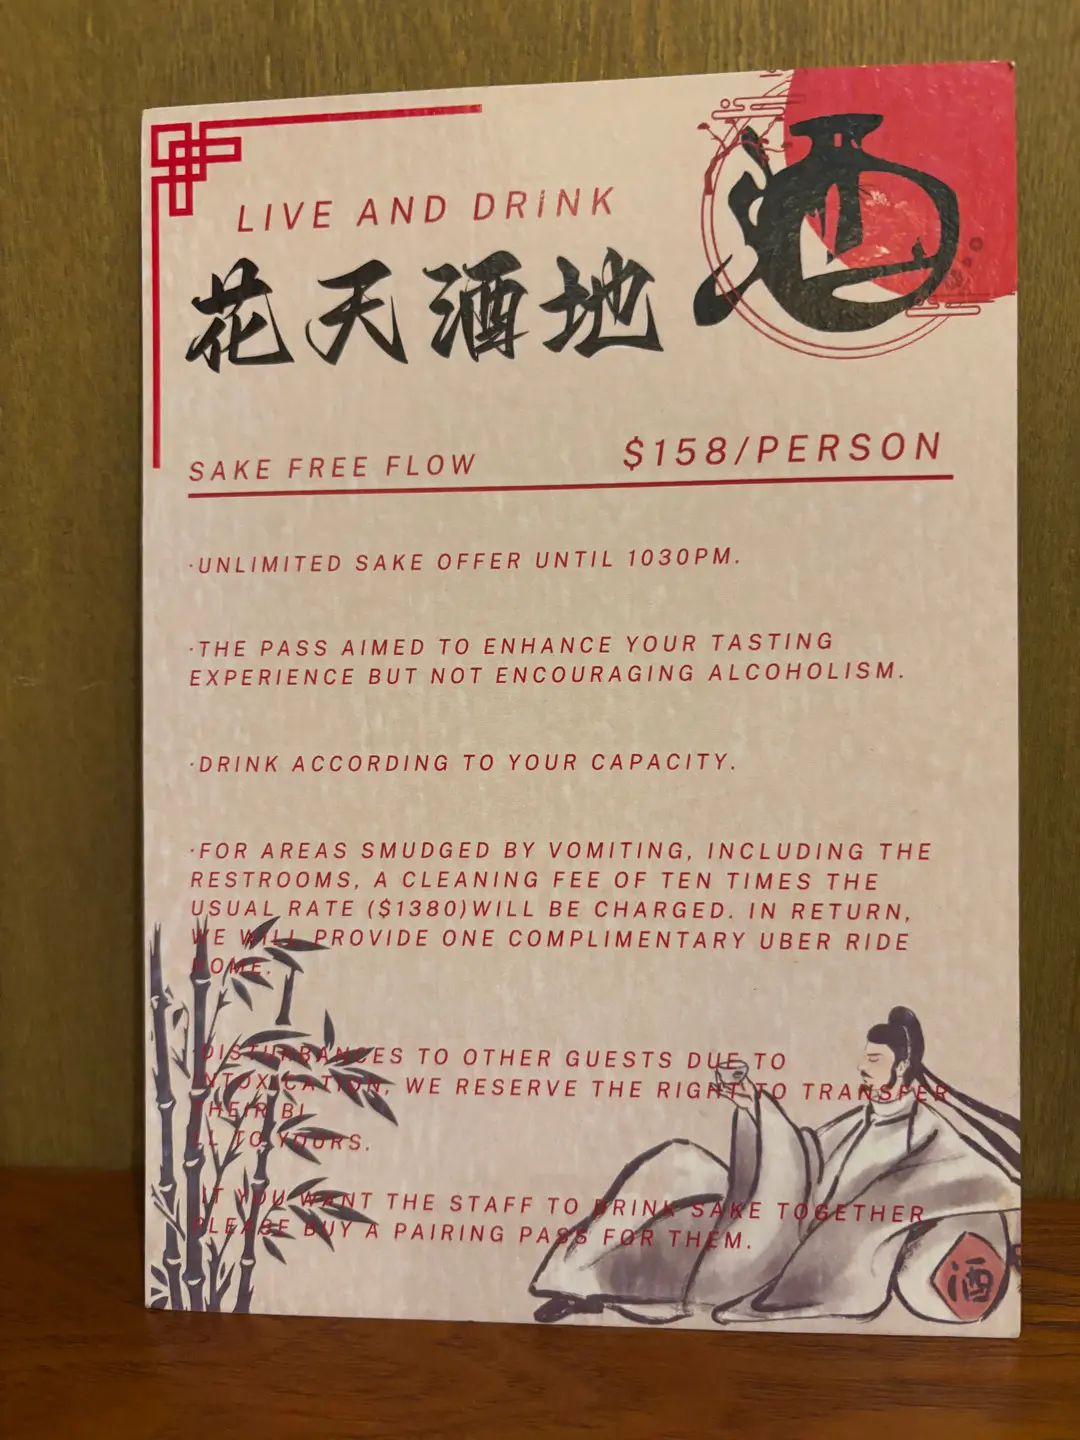 LIVE AND DRINK
花天酒地
酒
SAKE FREE FLOW
$158/PERSON
·UNLIMITED SAKE OFFER UNTIL 1030PM.
·THE PASS AIMED TO ENHANCE YOUR TASTING
EXPERIENCE BUT NOT ENCOURAGING ALCOHOLISM.
·DRINK ACCORDING TO YOUR CAPACITY.
·FOR AREAS SMUDGED BY VOMITING, INCLUDING THE
RESTROOMS, A CLEANING FEE OF TEN TIMES THE
USUAL RATE ($1380)WILL BE CHARGED. IN RETURN,
WE WILL PROVIDE ONE COMPLIMENTARY UBER RIDE
HOME.
·DISTURBANCES TO OTHER GUESTS DUE TO
INTOXICATION, WE RESERVE THE RIGHT TO TRANSFER
THEIR BI
LL TO YOURS.
·IT YOU WANT THE STAFF TO DRINK SAKE TOGETHER
PLEASE BUY A PAIRING PASS FOR THEM.
酒